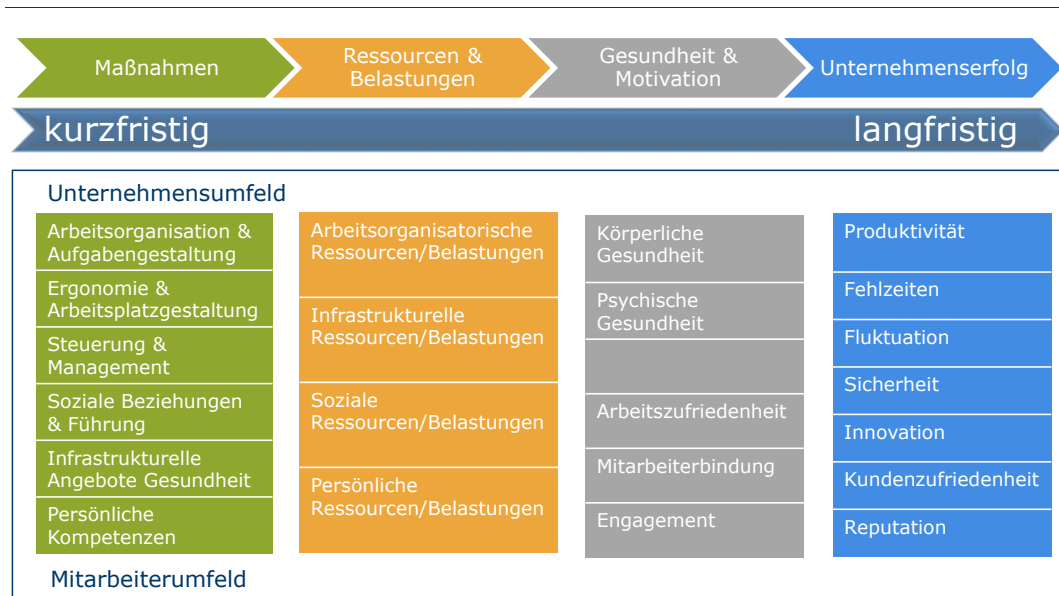 Maßnahmen
Ressourcen &
Belastungen
Gesundheit &
Motivation
Unternehmenserfolg
kurzfristig
langfristig
Unternehmensumfeld
Arbeitsorganisation &
Aufgabengestaltung
Ergonomie &
Arbeitsplatzgestaltung
Steuerung &
Management
Soziale Beziehungen
& Führung
Infrastrukturelle
Angebote Gesundheit
Persönliche
Kompetenzen
Arbeitsorganisatorische
Ressourcen/Belastungen
Infrastrukturelle
Ressourcen/Belastungen
Soziale
Ressourcen/Belastungen
Persönliche
Ressourcen/Belastungen
Körperliche
Gesundheit
Psychische
Gesundheit
Arbeitszufriedenheit
Mitarbeiterbindung
Engagement
Produktivität
Fehlzeiten
Fluktuation
Sicherheit
Innovation
Kundenzufriedenheit
Reputation
Mitarbeiterumfeld